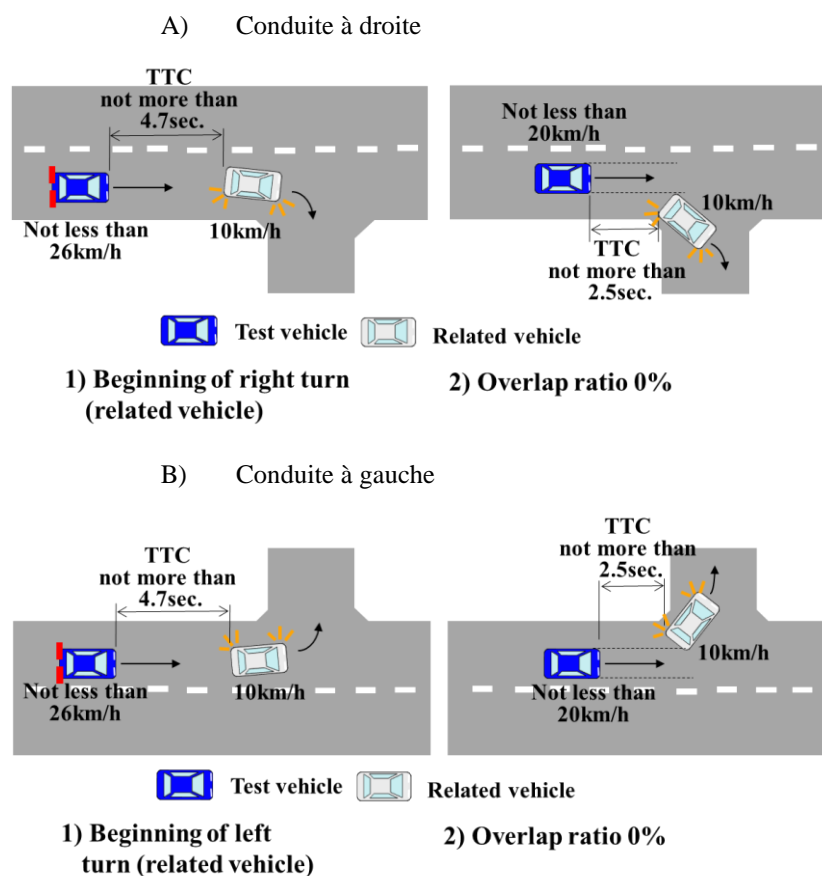 A) Conduite à droite
TTC
not more than
4.7sec.
Not less than
26km/h
10km/h
Not less than
20km/h
10km/h
TTC
not more than
2.5sec.
Test vehicle
Related vehicle
1) Beginning of right turn
(related vehicle)
2) Overlap ratio 0%
B) Conduite à gauche
TTC
not more than
4.7sec.
Not less than
26km/h
10km/h
TTC
not more than
2.5sec.
10km/h
Not less than
20km/h
Test vehicle
Related vehicle
1) Beginning of left
turn (related vehicle)
2) Overlap ratio 0%